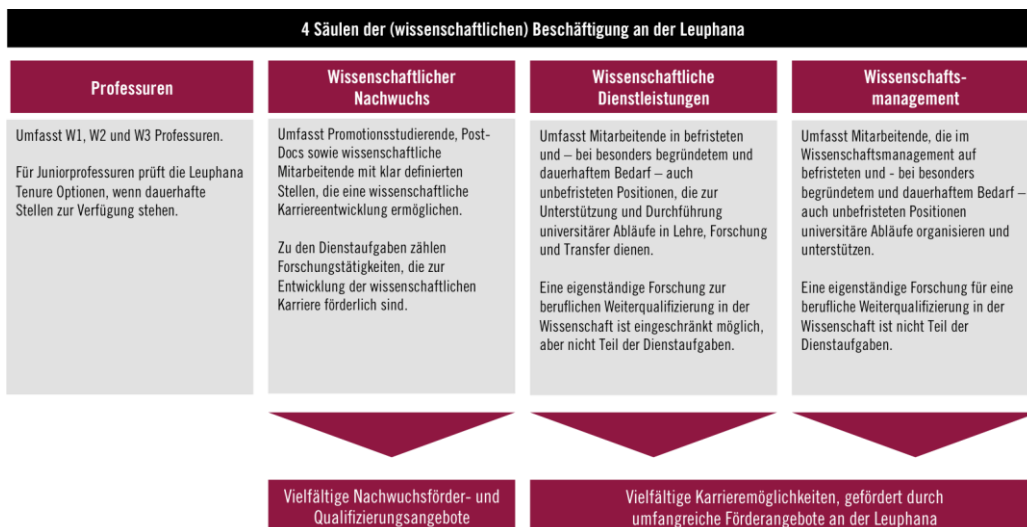 4 Säulen der (wissenschaftlichen) Beschäftigung an der Leuphana
Professuren
Umfasst W1, W2 und W3 Professuren.
Für Juniorprofessuren prüft die Leuphana
Tenure Optionen, wenn dauerhafte
Stellen zur Verfügung stehen.
Wissenschaftlicher
Nachwuchs
Umfasst Promotionsstudierende, Post-
Docs sowie wissenschaftliche
Mitarbeitende mit klar definierten
Stellen, die eine wissenschaftliche
Karriereentwicklung ermöglichen.
Zu den Dienstaufgaben zählen
Forschungstätigkeiten, die zur
Entwicklung der wissenschaftlichen
Karriere förderlich sind.
Wissenschaftliche
Dienstleistungen
Umfasst Mitarbeitende in befristeten
und – bei besonders begründetem und
dauerhaftem Bedarf – auch
unbefristeten Positionen, die zur
Unterstützung und Durchführung
universitärer Abläufe in Lehre, Forschung
und Transfer dienen.
Eine eigenständige Forschung zur
beruflichen Weiterqualifizierung in der
Wissenschaft ist eingeschränkt möglich,
aber nicht Teil der Dienstaufgaben.
Wissenschafts-
management
Umfasst Mitarbeitende, die im
Wissenschaftsmanagement auf
befristeten und - bei besonders
begründetem und dauerhaftem Bedarf –
auch unbefristeten Positionen
universitäre Abläufe organisieren und
unterstützen.
Eine eigenständige Forschung für eine
berufliche Weiterqualifizierung in der
Wissenschaft ist nicht Teil der
Dienstaufgaben.
Vielfältige Nachwuchsförder- und
Qualifizierungsangebote
Vielfältige Karrieremöglichkeiten, gefördert durch
umfangreiche Förderangebote an der Leuphana